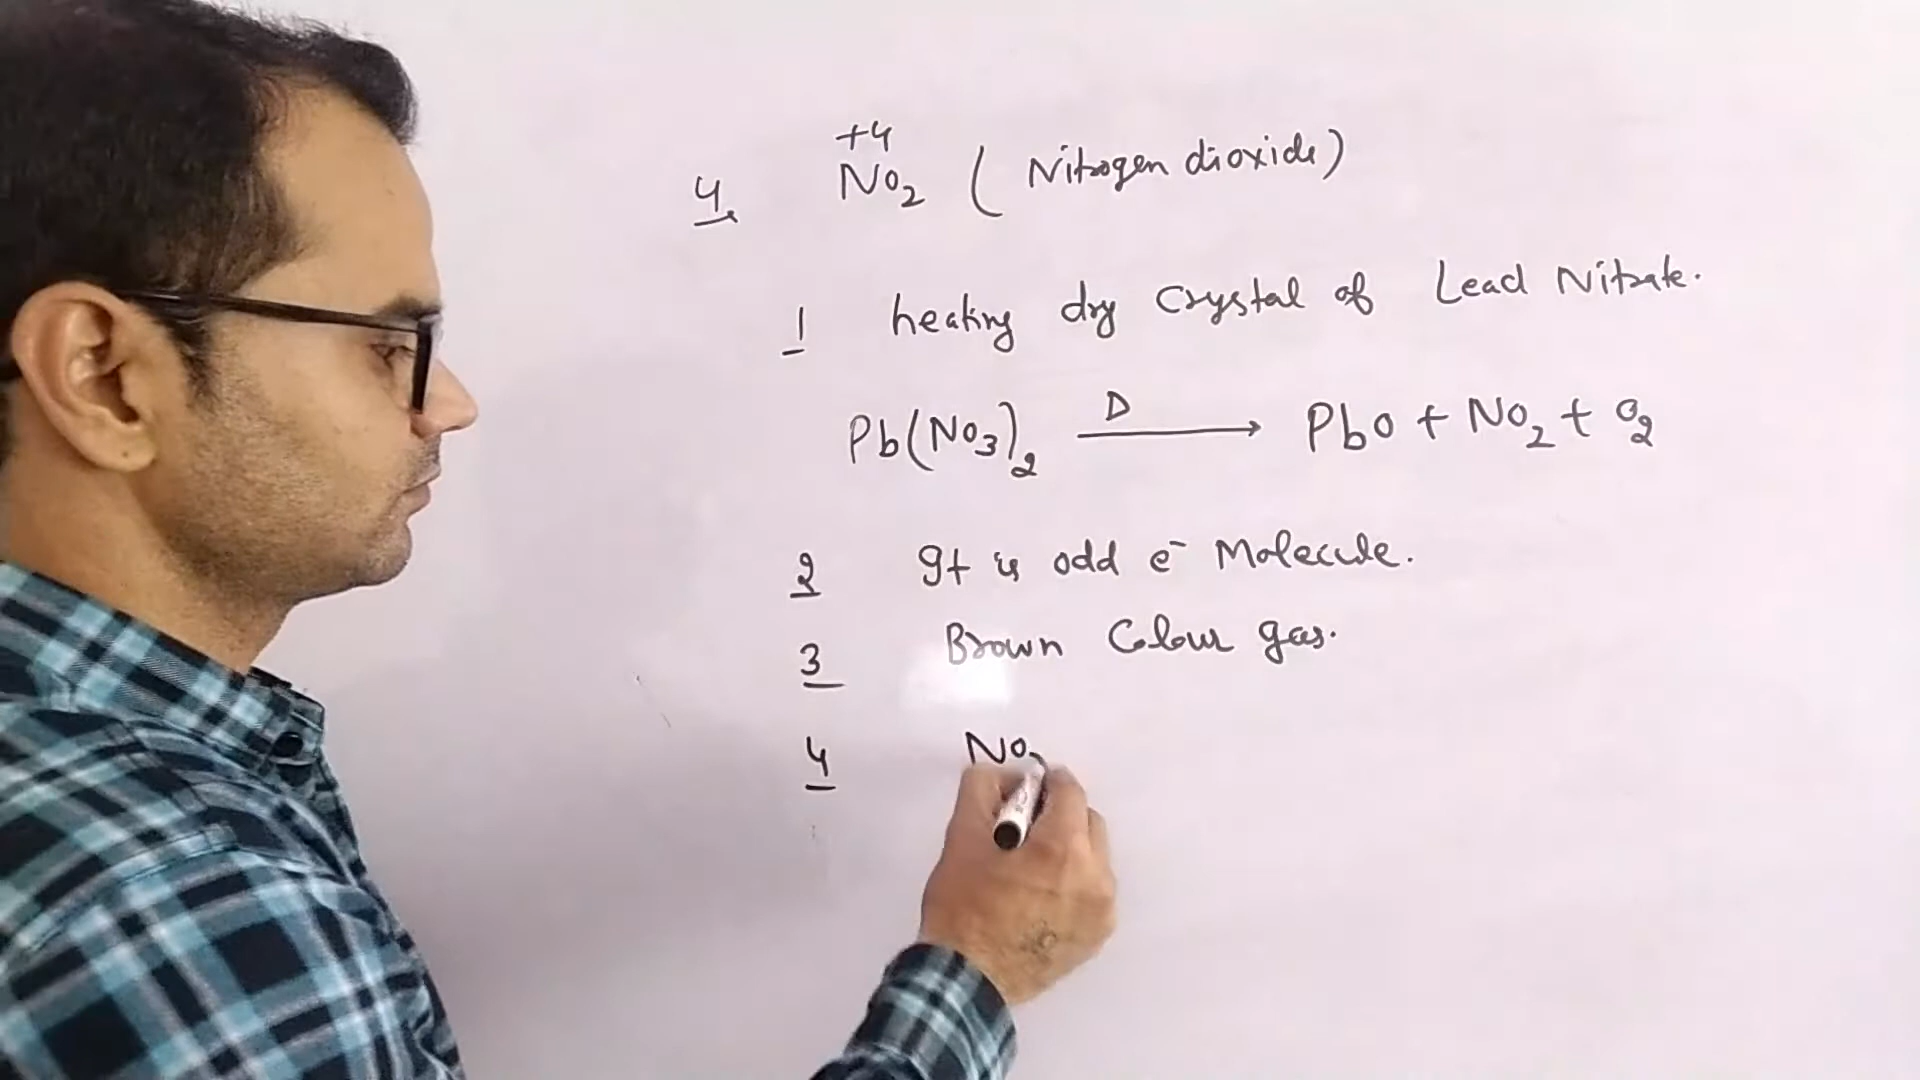 +4
4. NO2 (Nitrogen dioxide)
1 heating dry Crystal of Lead Nitrate.
Pb(NO3)2 Δ→ PbO + NO2 + O2
2 It is odd e- Molecule.
3 Brown Colour gas.
4 NO2